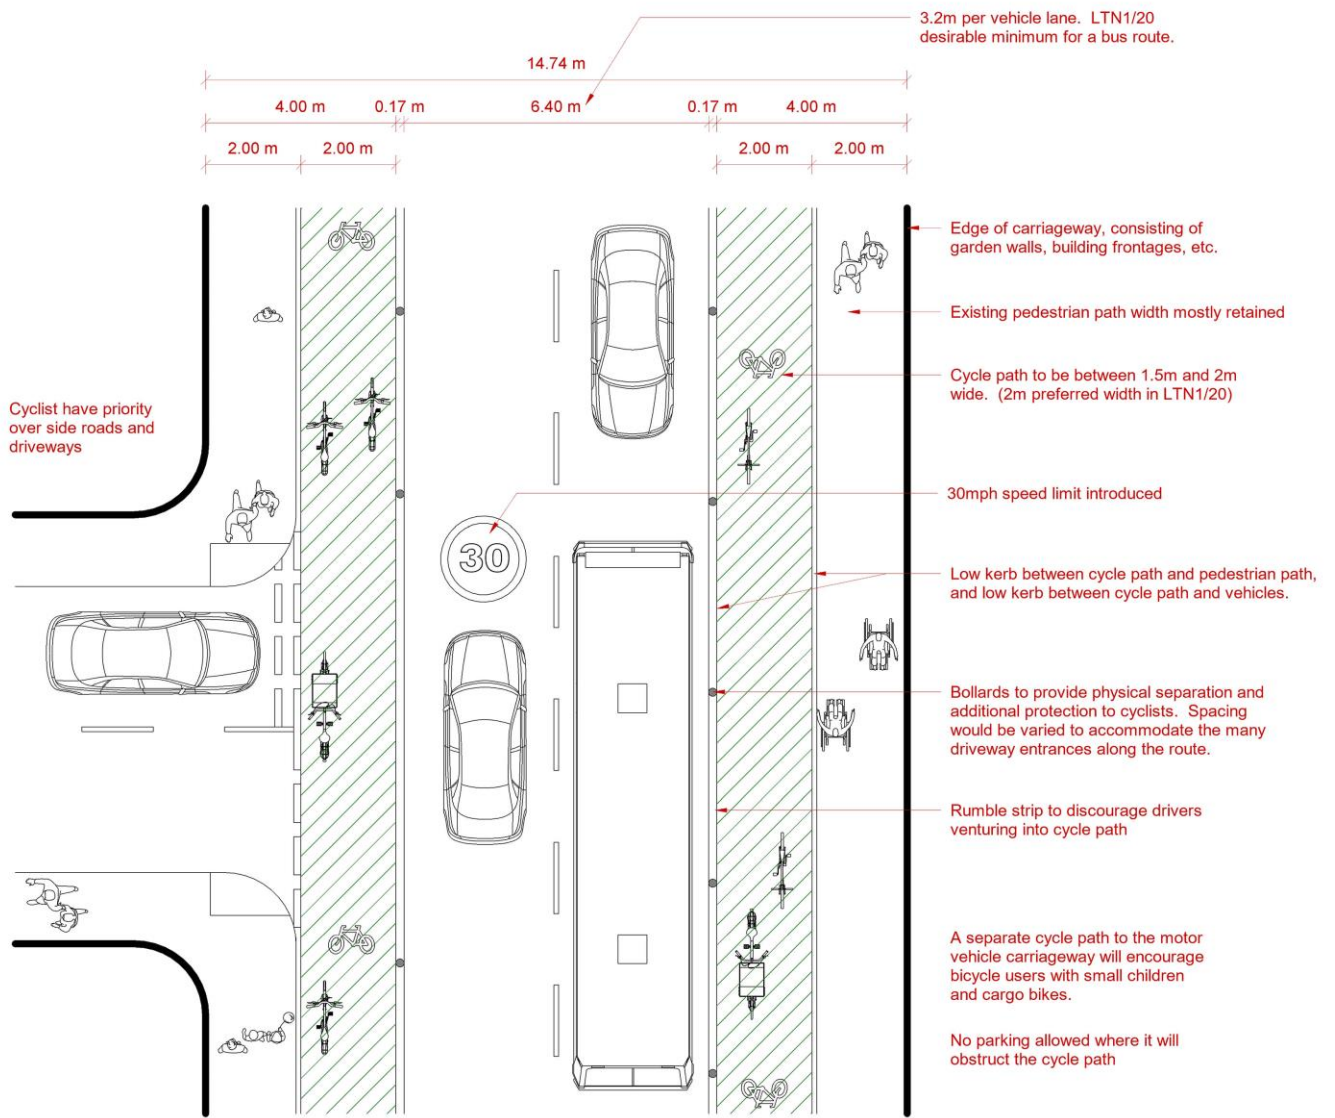 3.2m per vehicle lane.  LTN1/20
desirable minimum for a bus route.
14.74 m
4.00 m
0.17 m
6.40 m
0.17 m
4.00 m
2.00 m
2.00 m
2.00 m
2.00 m
Edge of carriageway, consisting of
garden walls, building frontages, etc.
Existing pedestrian path width mostly retained
Cycle path to be between 1.5m and 2m
wide.  (2m preferred width in LTN1/20)
Cyclist have priority
over side roads and
driveways
30mph speed limit introduced
30
Low kerb between cycle path and pedestrian path,
and low kerb between cycle path and vehicles.
Bollards to provide physical separation and
additional protection to cyclists.  Spacing
would be varied to accommodate the many
driveway entrances along the route.
Rumble strip to discourage drivers
venturing into cycle path
A separate cycle path to the motor
vehicle carriageway will encourage
bicycle users with small children
and cargo bikes.
No parking allowed where it will
obstruct the cycle path